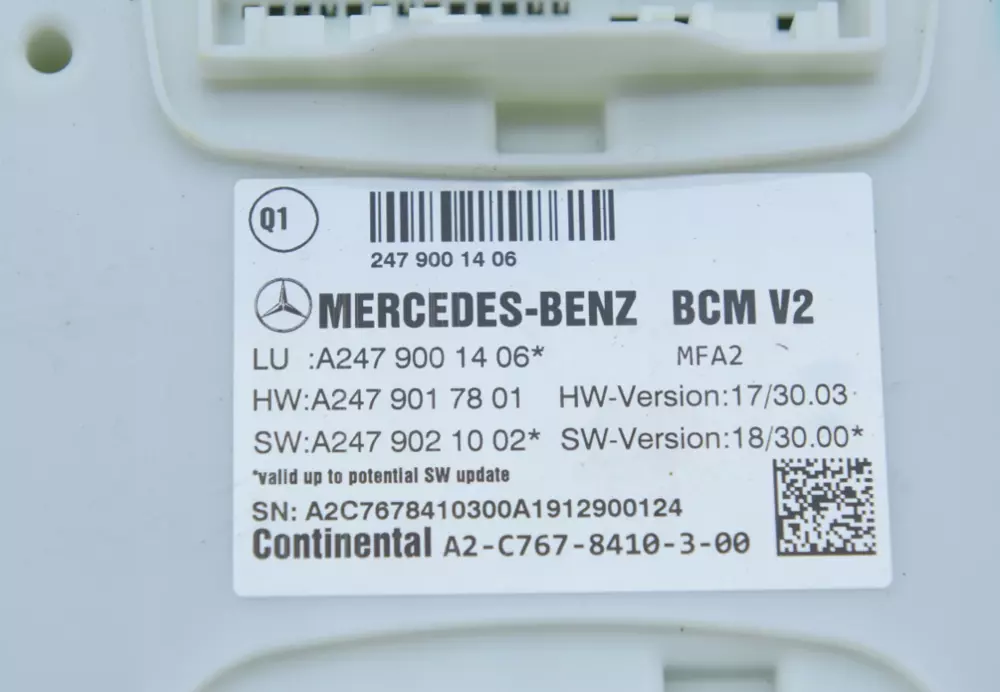 Q1
247 900 14 06
MERCEDES-BENZ BCM V2
LU :A247 900 14 06* MFA2
HW:A247 901 78 01 HW-Version:17/30.03
SW:A247 902 10 02* SW-Version:18/30.00*
*valid up to potential SW update
SN: A2C7678410300A1912900124
Continental A2-C767-8410-3-00